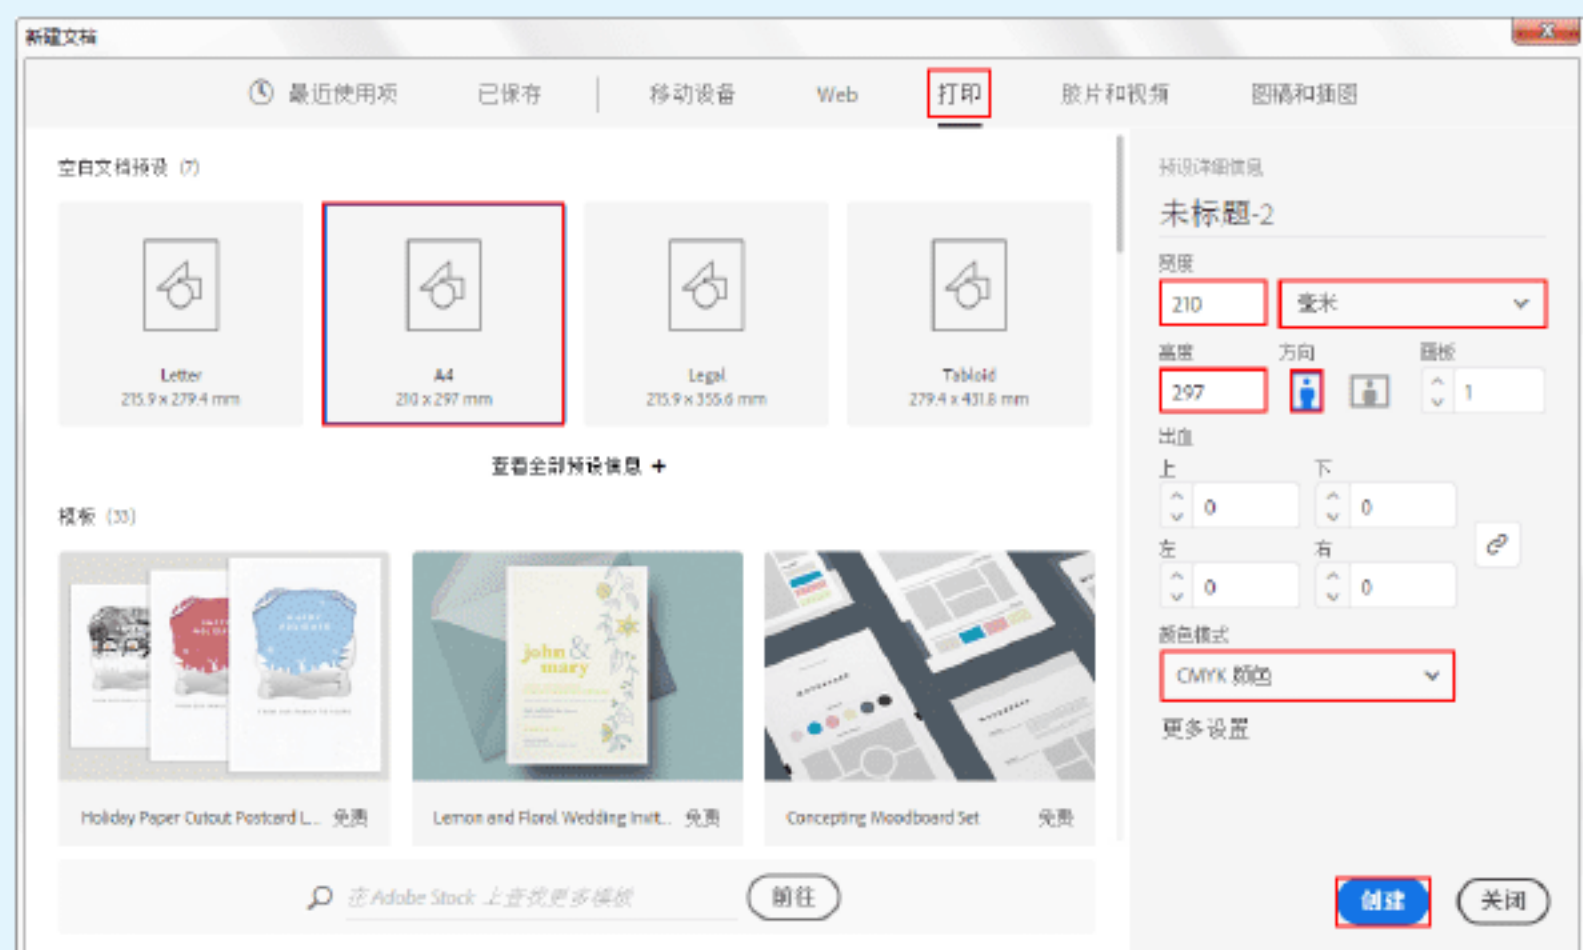 新建文档
最近使用项 已保存 移动设备 Web 打印 胶片和视频 图稿和插图
空白文档预设 (7)
Letter
215.9 x 279.4 mm
A4
210 x 297 mm
Legal
215.9 x 355.6 mm
Tabloid
279.4 x 431.8 mm
查看全部预设信息 +
模板 (33)
john &
mary
Holiday Paper Cutout Postcard L... 免费
Lemon and Floral Wedding Invit... 免费
Concepting Moodboard Set 免费
在 Adobe Stock 上查找更多模板 前往
预设详细信息
未标题-2
宽度
210 毫米
高度 方向 画板
297 1
出血
上 下
0 0
左 右
0 0
颜色模式
CMYK 颜色
更多设置
创建 关闭